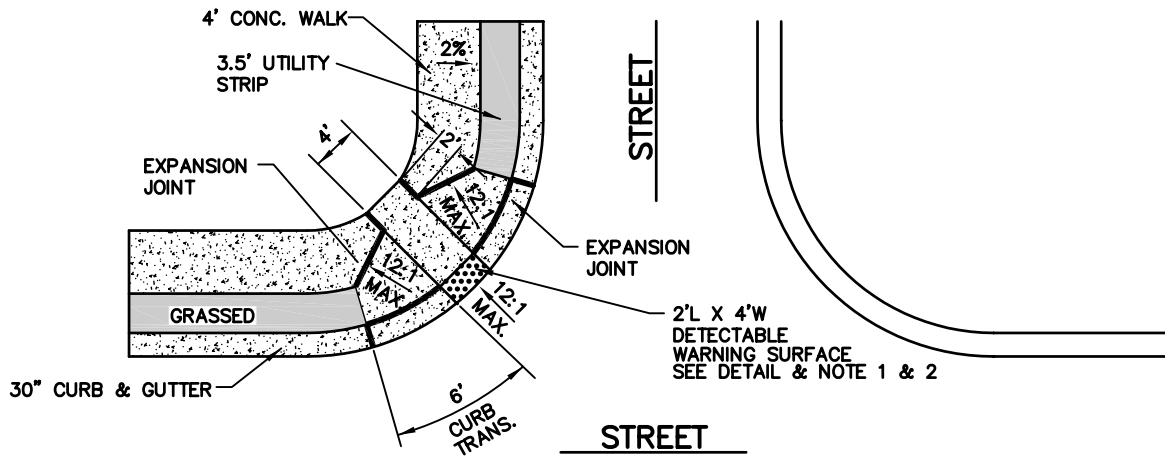 4' CONC. WALK
2%
3.5' UTILITY
STRIP
STREET
4'
2'
EXPANSION
JOINT
12:1
MAX.
EXPANSION
JOINT
12:1
MAX.
12:1
MAX.
GRASSED
2'L X 4'W
DETECTABLE
WARNING SURFACE
SEE DETAIL & NOTE 1 & 2
30" CURB & GUTTER
6'
CURB
TRANS.
STREET